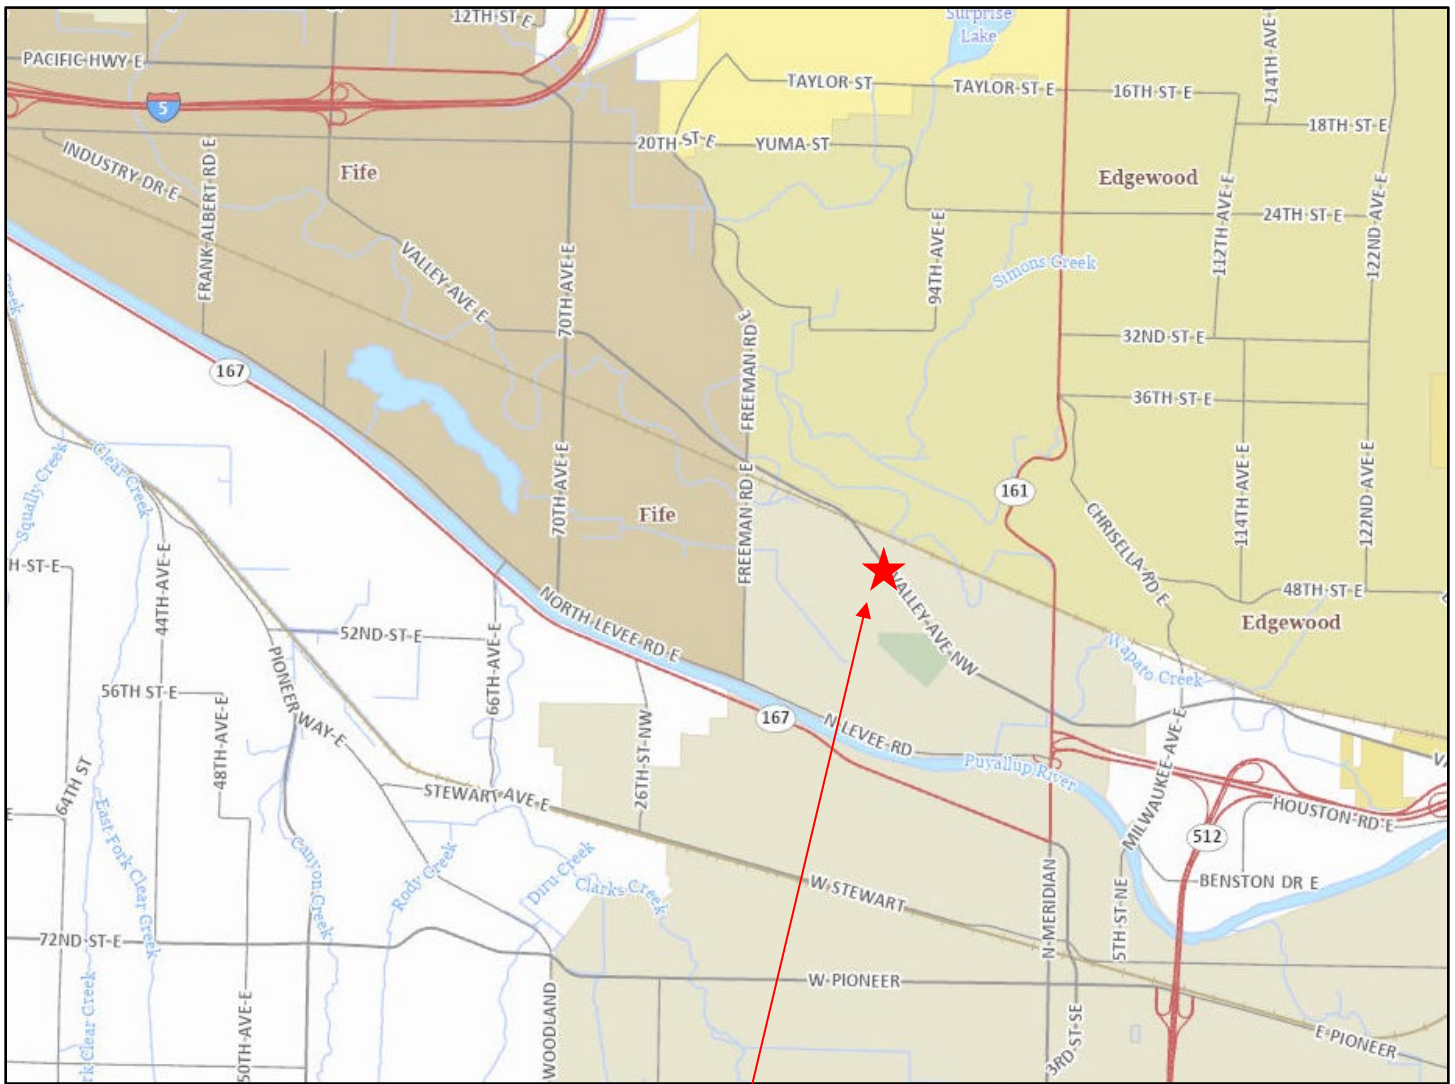 12TH ST E
Surprise
Lake
PACIFIC HWY E
TAYLOR ST
TAYLOR ST E
16TH ST E
114TH AVE E
5
18TH ST E
20TH ST E
YUMA ST
INDUSTRY DR E
FRANK ALBERT RD E
Fife
Edgewood
112TH AVE E
122ND AVE E
24TH ST E
VALLEY AVE E
70TH AVE E
94TH AVE E
Simons Creek
Creek
FREEMAN RD E
32ND ST E
167
36TH ST E
Squally Creek
Clear Creek
70TH AVE E
FREEMAN RD E
Fife
161
CHRISELLA RD E
114TH AVE E
122ND AVE E
H ST E
44TH AVE E
VALLEY AVE NW
48TH ST E
Edgewood
NORTH LEVEE RD E
52ND ST E
66TH AVE E
Wapato Creek
PIONEER WAY E
56TH ST E
48TH AVE E
26TH ST NW
167
N LEVEE RD
Puyallup River
MILWAUKEE AVE E
VA
64TH ST
E
STEWART AVE E
HOUSTON RD E
512
East Fork Clear Creek
Canyon Creek
Rody Creek
Diru Creek
Clarks Creek
W STEWART
N MERIDIAN
5TH ST NE
BENSTON DR E
72ND ST E
W PIONEER
rk Clear Creek
50TH AVE E
WOODLAND
3RD ST SE
E PIONEER